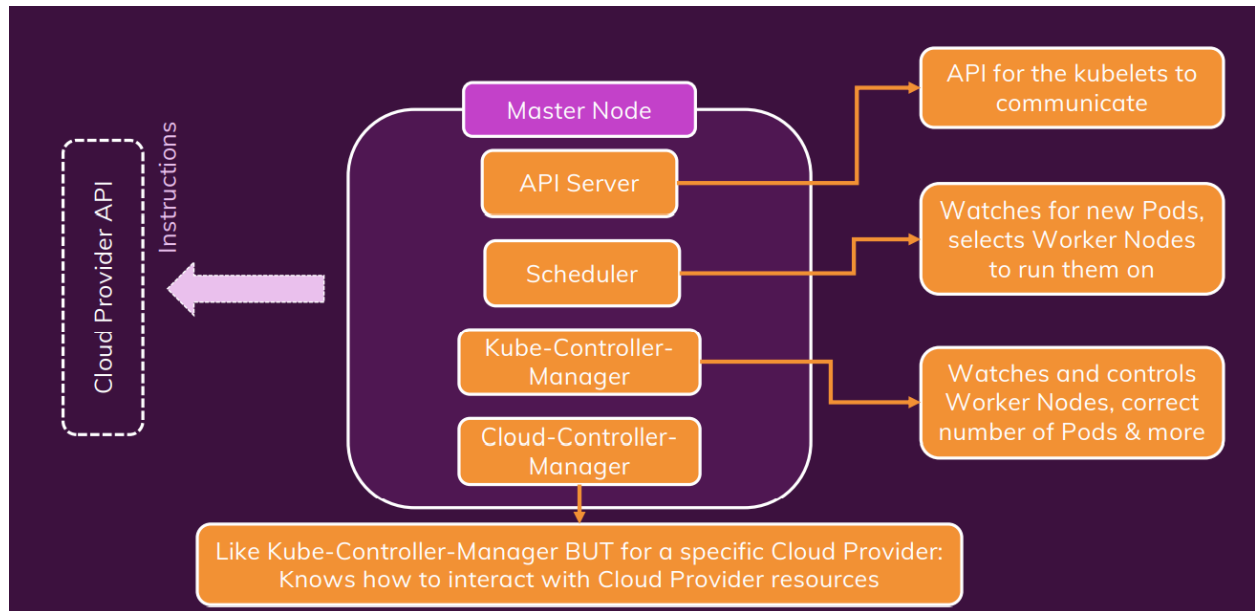 Master Node
API Server
Scheduler
Kube-Controller-
Manager
Cloud-Controller-
Manager
API for the kubelets to
communicate
Watches for new Pods,
selects Worker Nodes
to run them on
Watches and controls
Worker Nodes, correct
number of Pods & more
Like Kube-Controller-Manager BUT for a specific Cloud Provider:
Knows how to interact with Cloud Provider resources
Instructions
Cloud Provider API